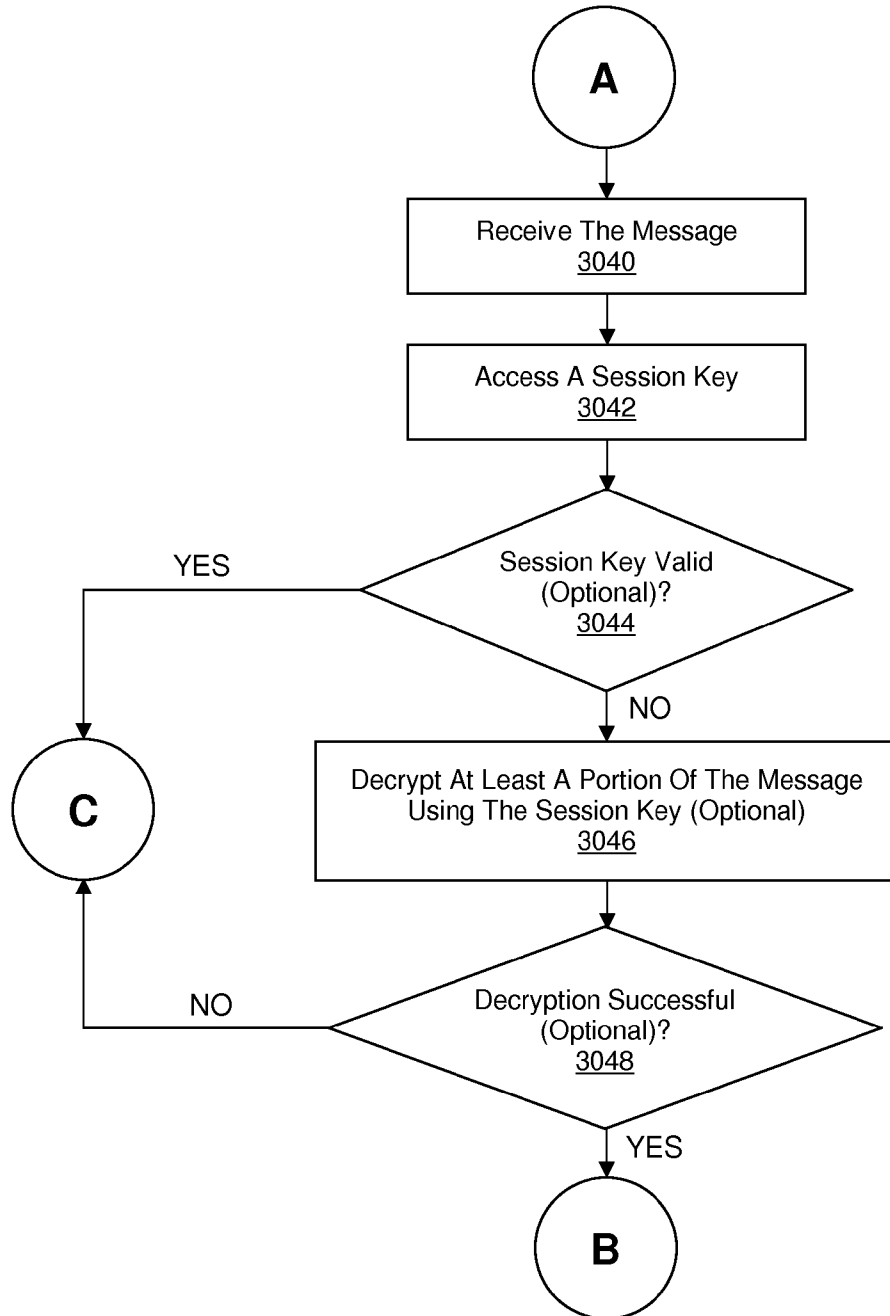 A
Receive The Message
3040
Access A Session Key
3042
Session Key Valid
(Optional)?
3044
YES
NO
C
Decrypt At Least A Portion Of The Message
Using The Session Key (Optional)
3046
Decryption Successful
(Optional)?
3048
NO
YES
B